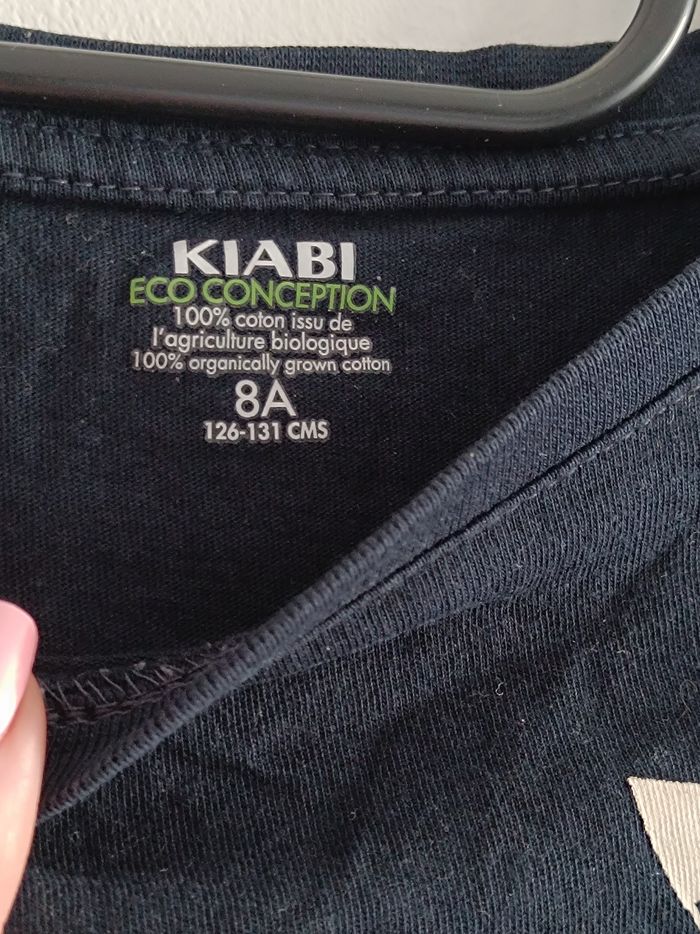 KIABI
ECO CONCEPTION
100% coton issu de
l'agriculture biologique
100% organically grown cotton
8A
126-131 CMS